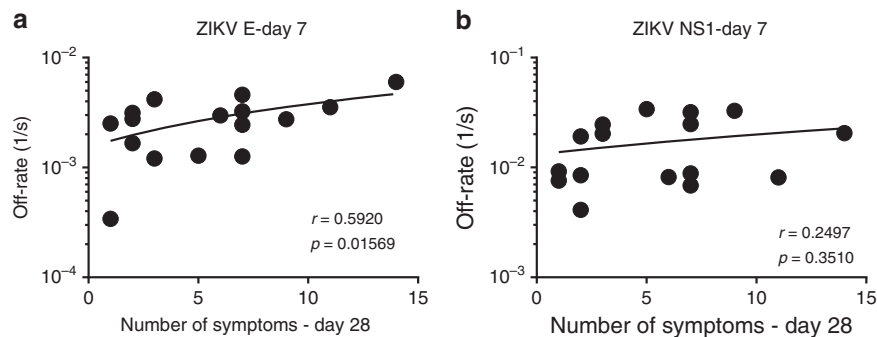 a
ZIKV E-day 7
Off-rate (1/s)
10⁻²
10⁻³
10⁻⁴
r = 0.5920
p = 0.01569
0 5 10 15
Number of symptoms - day 28
b
ZIKV NS1-day 7
Off-rate (1/s)
10⁻¹
10⁻²
10⁻³
r = 0.2497
p = 0.3510
0 5 10 15
Number of symptoms - day 28